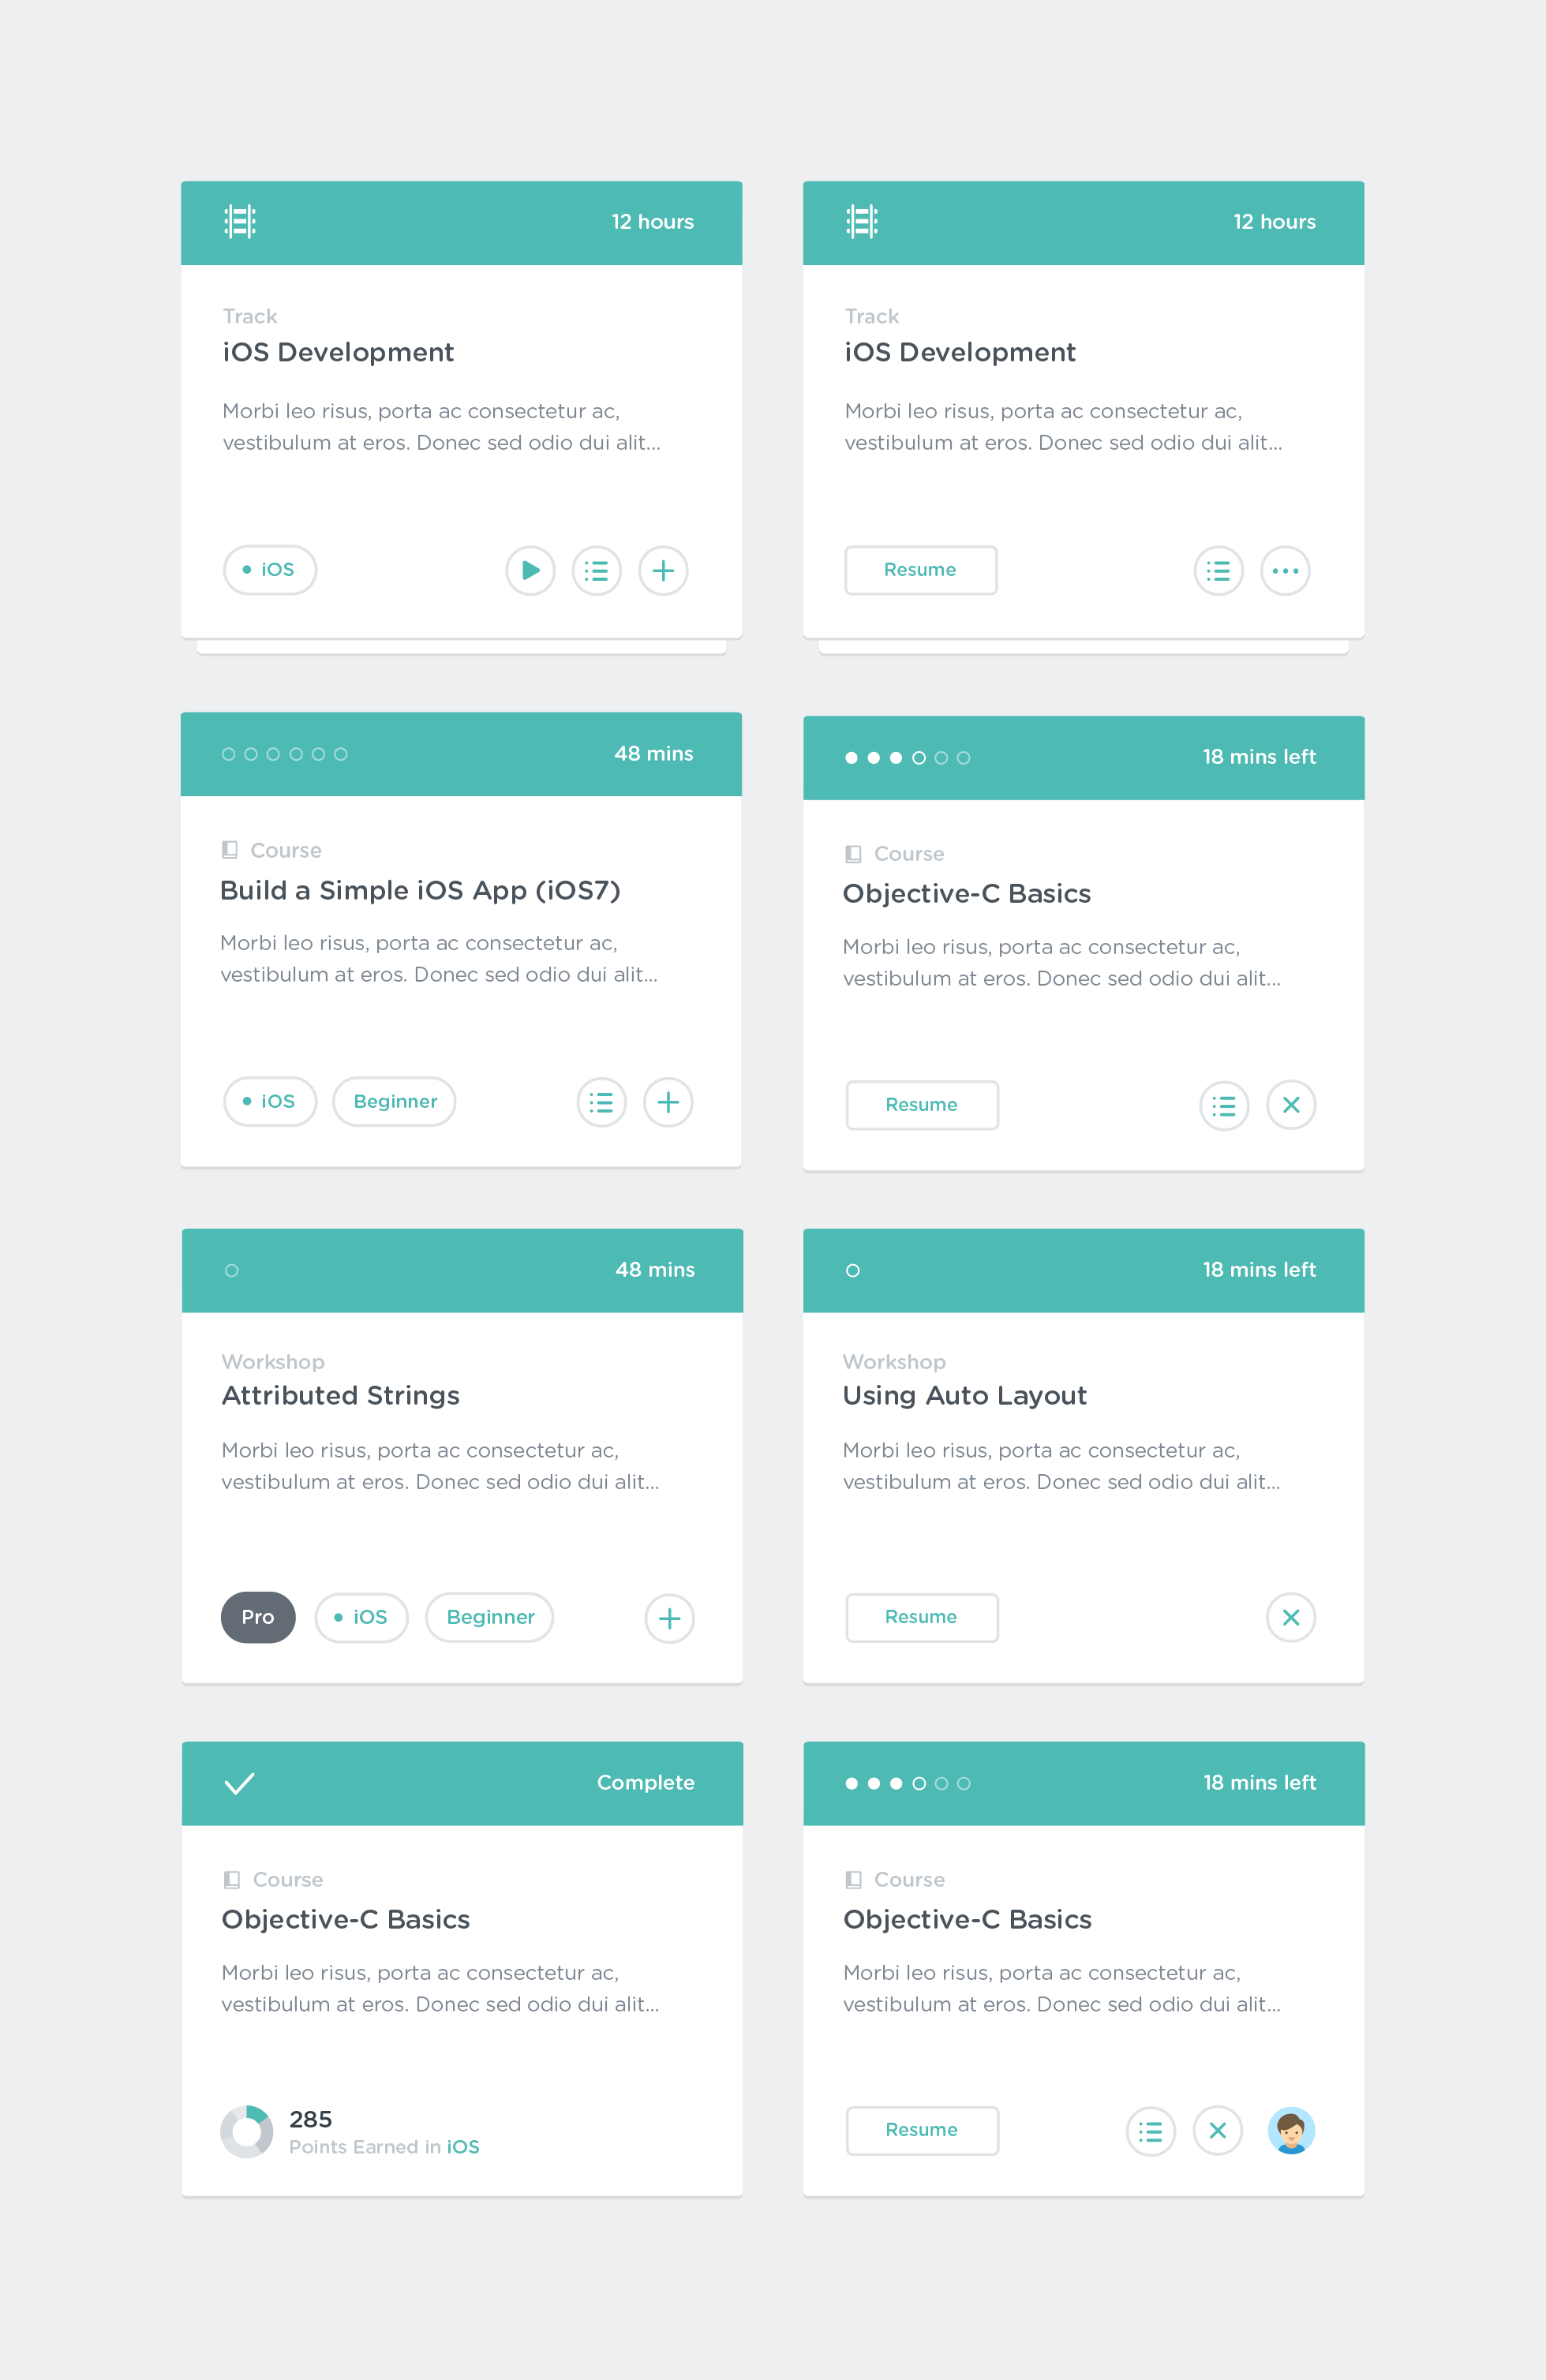 12 hours
Track
iOS Development
Morbi leo risus, porta ac consectetur ac,
vestibulum at eros. Donec sed odio dui alit...
iOS
12 hours
Track
iOS Development
Morbi leo risus, porta ac consectetur ac,
vestibulum at eros. Donec sed odio dui alit...
Resume
48 mins
Course
Build a Simple iOS App (iOS7)
Morbi leo risus, porta ac consectetur ac,
vestibulum at eros. Donec sed odio dui alit...
iOS
Beginner
18 mins left
Course
Objective-C Basics
Morbi leo risus, porta ac consectetur ac,
vestibulum at eros. Donec sed odio dui alit...
Resume
48 mins
Workshop
Attributed Strings
Morbi leo risus, porta ac consectetur ac,
vestibulum at eros. Donec sed odio dui alit...
Pro
iOS
Beginner
18 mins left
Workshop
Using Auto Layout
Morbi leo risus, porta ac consectetur ac,
vestibulum at eros. Donec sed odio dui alit...
Resume
Complete
Course
Objective-C Basics
Morbi leo risus, porta ac consectetur ac,
vestibulum at eros. Donec sed odio dui alit...
285
Points Earned in iOS
18 mins left
Course
Objective-C Basics
Morbi leo risus, porta ac consectetur ac,
vestibulum at eros. Donec sed odio dui alit...
Resume